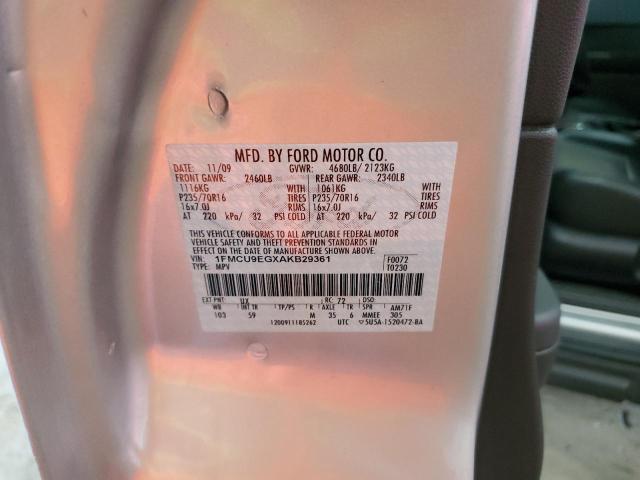 MFD. BY FORD MOTOR CO.
DATE: 11/09 GVWR: 4680LB/ 2123KG
FRONT GAWR: 2460LB REAR GAWR: 2340LB
1116KG WITH 1061KG WITH
P235/70R16 TIRES P235/70R16 TIRES
16x7.0J RIMS 16x7.0J RIMS
AT 220 kPa/ 32 PSI COLD AT 220 kPa/ 32 PSI COLD
THIS VEHICLE CONFORMS TO ALL APPLICABLE FEDERAL MOTOR
VEHICLE SAFETY AND BUMPER STANDARDS IN
EFFECT ON THE DATE OF MANUFACTURE SHOWN ABOVE.
VIN: 1FMCU9EGXAKB29361 F0072
TYPE: MPV T0230
EXT PNT: UX RC: 72 DSO:
WB INT TR TP/PS R AXLE TR AM71F
103 59 M 35 6 MMEE 305
1200911185262 UTC 5U5A-1520472-BA